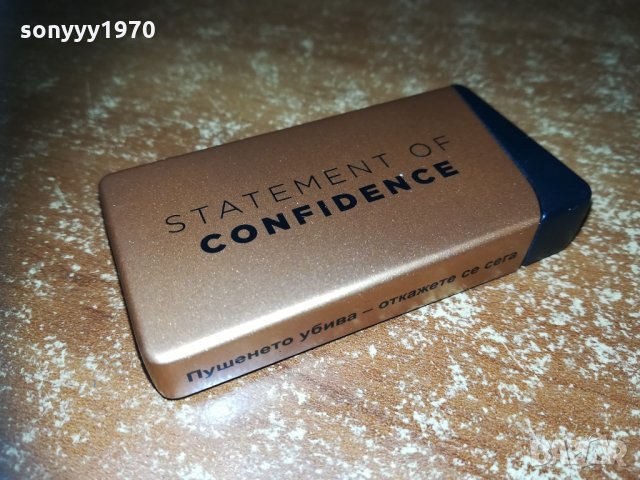 sonyyy1970
STATEMENT OF
CONFIDENCE
Пушенето убива – откажете се сега